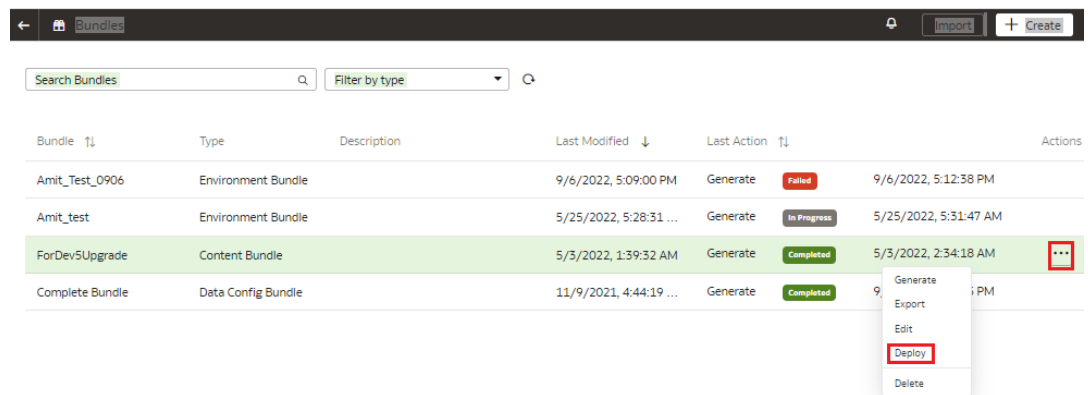 Bundles Import + Create
Search Bundles Filter by type
Bundle Type Description Last Modified Last Action Actions
Amit_Test_0906 Environment Bundle 9/6/2022, 5:09:00 PM Generate Failed 9/6/2022, 5:12:38 PM
Amit_test Environment Bundle 5/25/2022, 5:28:31 ... Generate In Progress 5/25/2022, 5:31:47 AM
ForDev5Upgrade Content Bundle 5/3/2022, 1:39:32 AM Generate Completed 5/3/2022, 2:34:18 AM ...
Complete Bundle Data Config Bundle 11/9/2021, 4:44:19 ... Generate Completed 9 PM
Generate
Export
Edit
Deploy
Delete